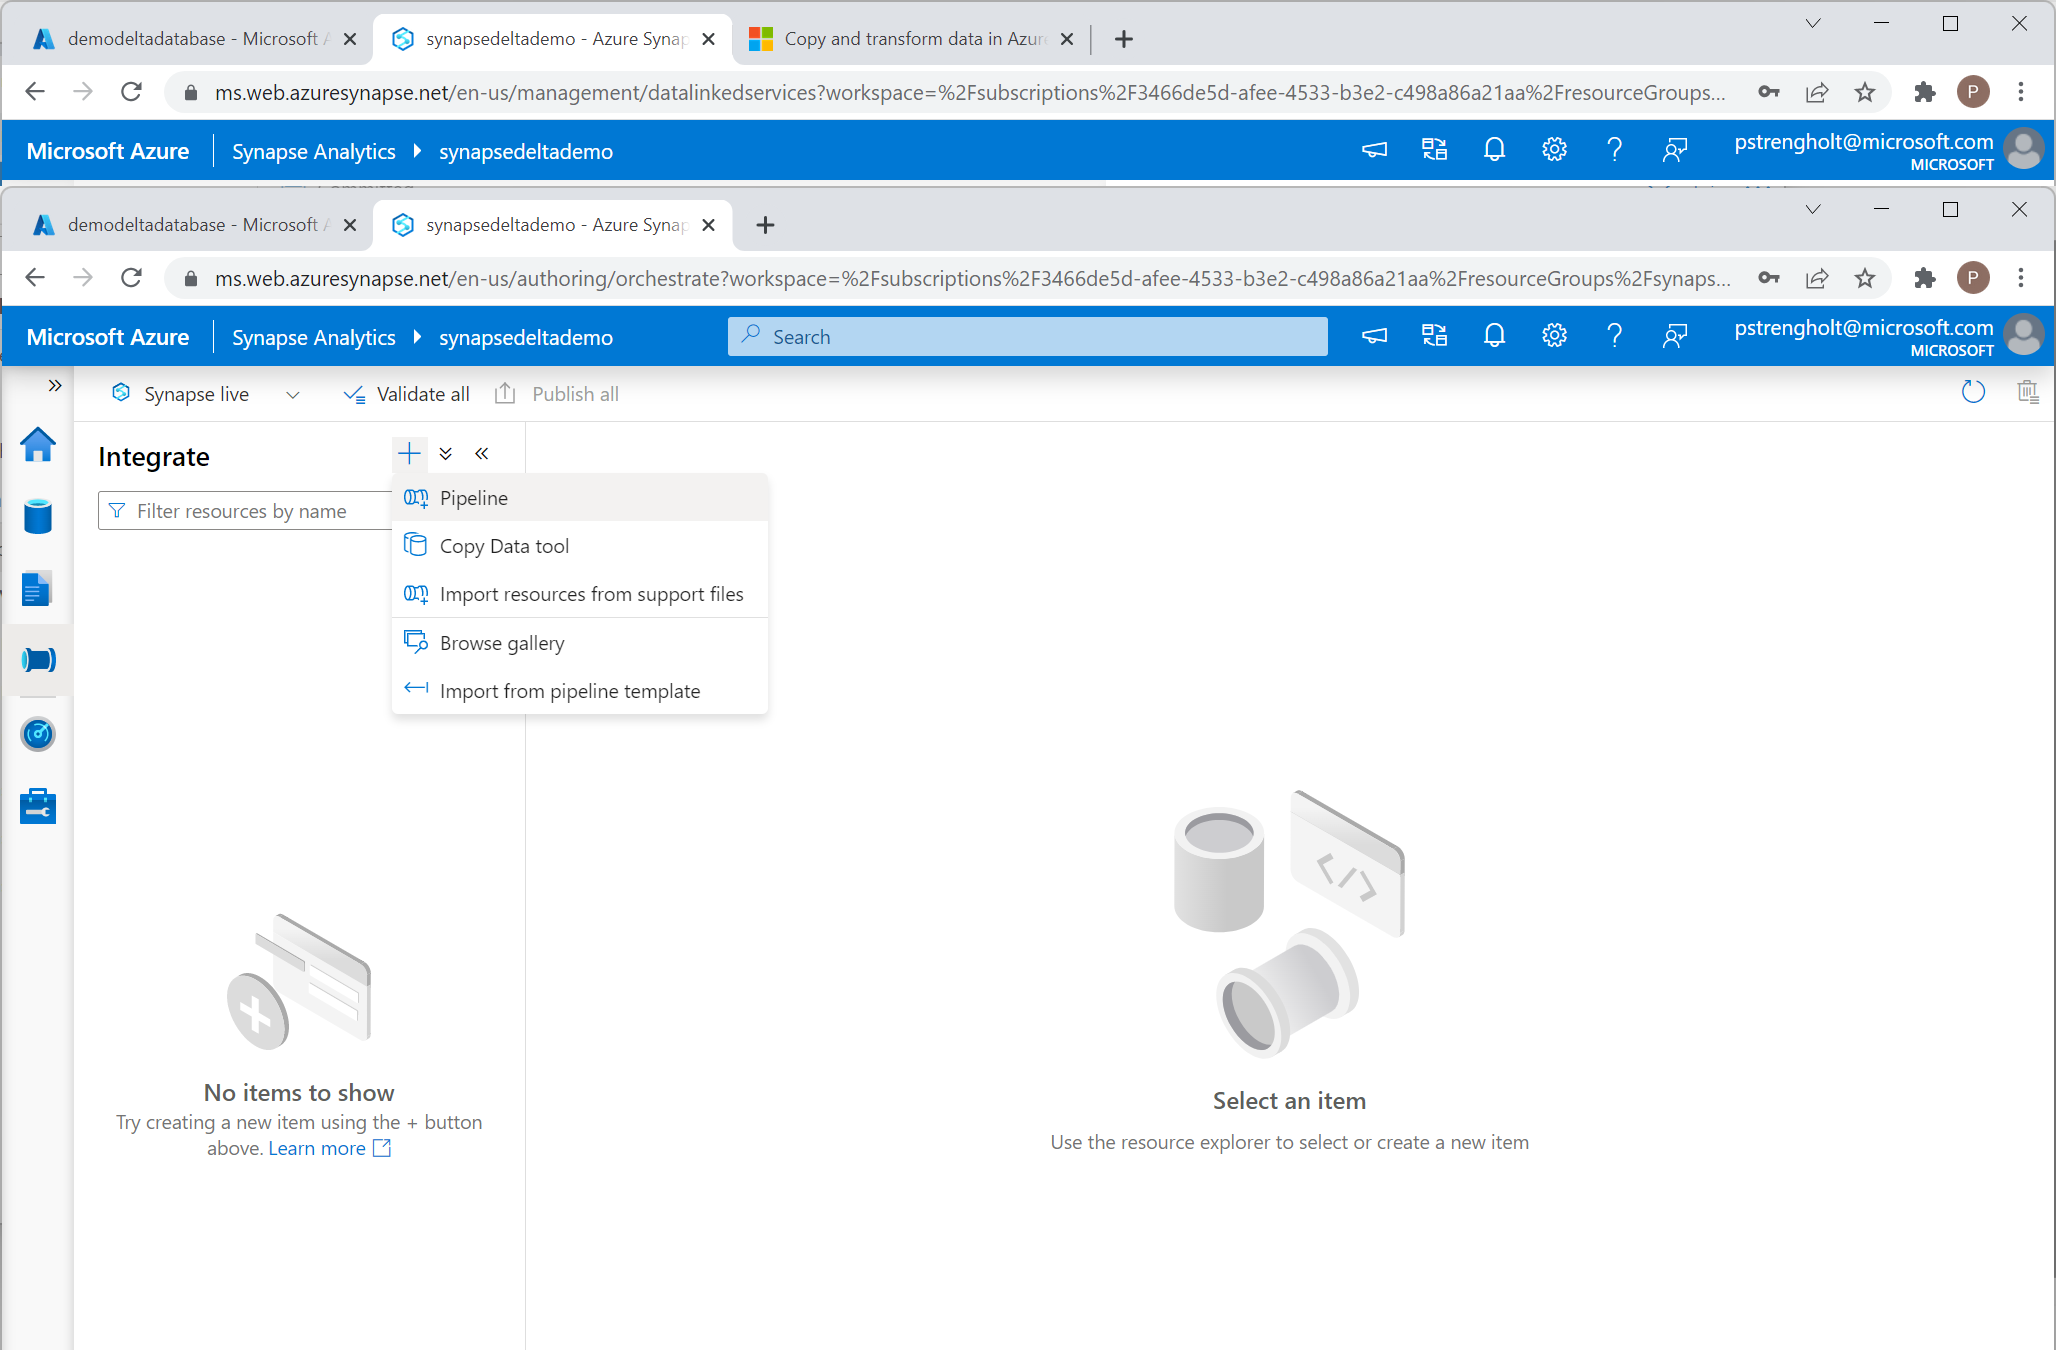 demodeltadatabase - Microsoft A
synapsedeltademo - Azure Synap
Copy and transform data in Azur
ms.web.azuresynapse.net/en-us/management/datalinkedservices?workspace=%2Fsubscriptions%2F3466de5d-afee-4533-b3e2-c498a86a21aa%2FresourceGroups...
P
Microsoft Azure
Synapse Analytics
synapsedeltademo
pstrengholt@microsoft.com
MICROSOFT
demodeltadatabase - Microsoft A
synapsedeltademo - Azure Synap
ms.web.azuresynapse.net/en-us/authoring/orchestrate?workspace=%2Fsubscriptions%2F3466de5d-afee-4533-b3e2-c498a86a21aa%2FresourceGroups%2Fsynaps...
P
Microsoft Azure
Synapse Analytics
synapsedeltademo
Search
pstrengholt@microsoft.com
MICROSOFT
Synapse live
Validate all
Publish all
Integrate
Filter resources by name
Pipeline
Copy Data tool
Import resources from support files
Browse gallery
Import from pipeline template
No items to show
Try creating a new item using the + button
above. Learn more
Select an item
Use the resource explorer to select or create a new item